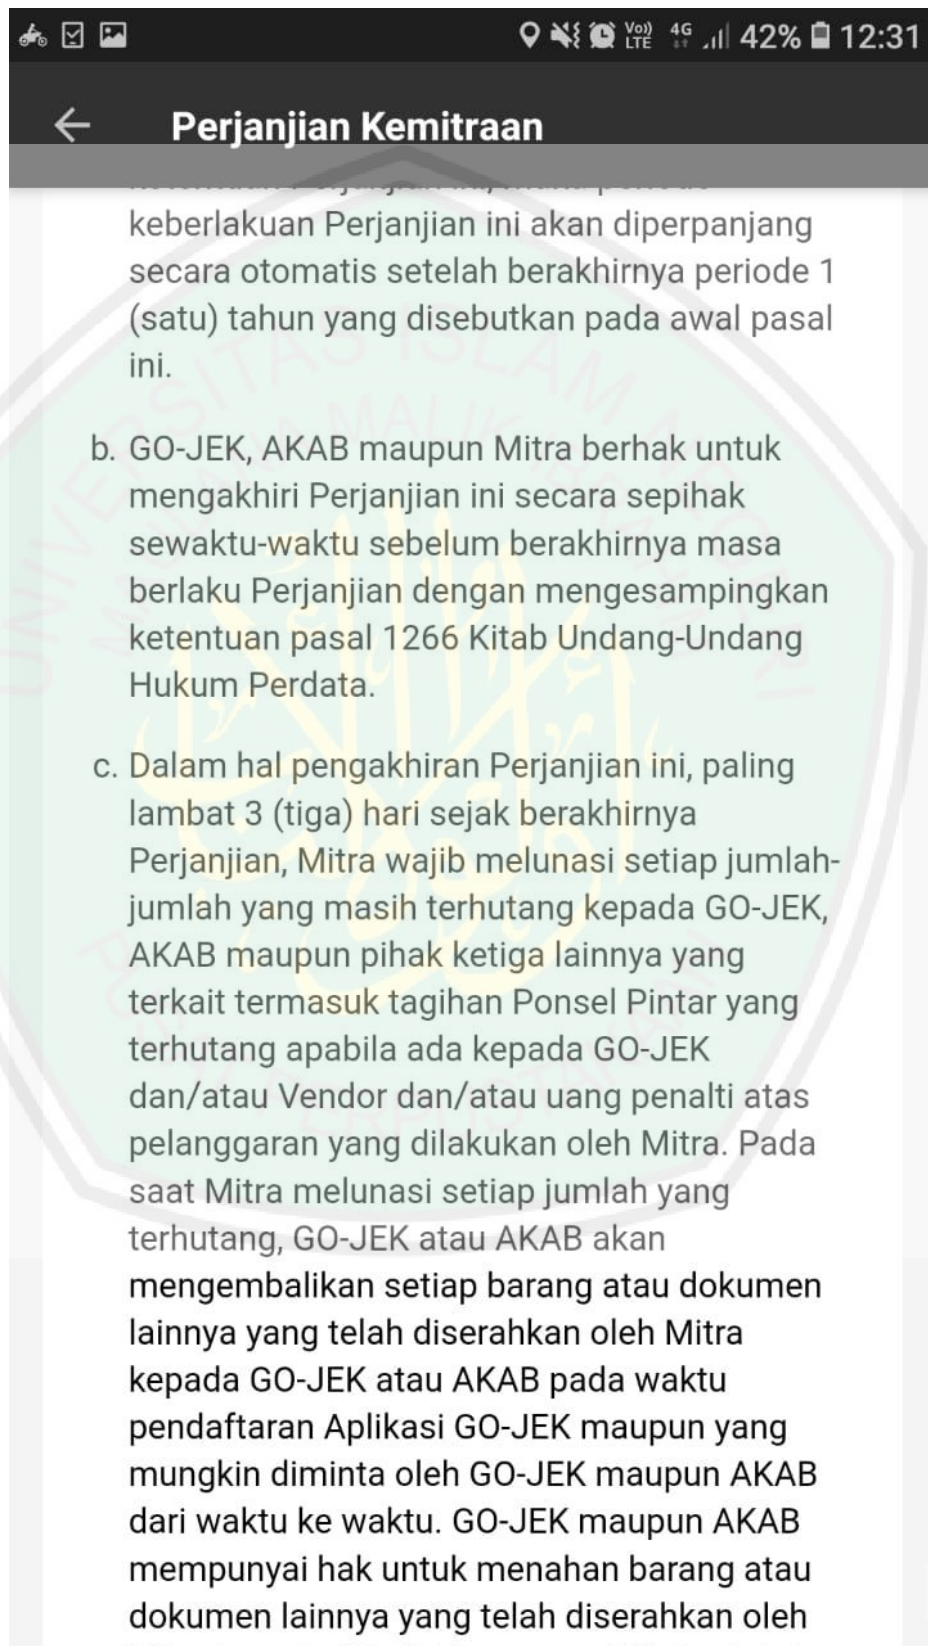 Vo)) LTE 4G 42% 12:31
Perjanjian Kemitraan
keberlakuan Perjanjian ini akan diperpanjang
secara otomatis setelah berakhirnya periode 1
(satu) tahun yang disebutkan pada awal pasal
ini.
b. GO-JEK, AKAB maupun Mitra berhak untuk
mengakhiri Perjanjian ini secara sepihak
sewaktu-waktu sebelum berakhirnya masa
berlaku Perjanjian dengan mengesampingkan
ketentuan pasal 1266 Kitab Undang-Undang
Hukum Perdata.
c. Dalam hal pengakhiran Perjanjian ini, paling
lambat 3 (tiga) hari sejak berakhirnya
Perjanjian, Mitra wajib melunasi setiap jumlah-
jumlah yang masih terhutang kepada GO-JEK,
AKAB maupun pihak ketiga lainnya yang
terkait termasuk tagihan Ponsel Pintar yang
terhutang apabila ada kepada GO-JEK
dan/atau Vendor dan/atau uang penalti atas
pelanggaran yang dilakukan oleh Mitra. Pada
saat Mitra melunasi setiap jumlah yang
terhutang, GO-JEK atau AKAB akan
mengembalikan setiap barang atau dokumen
lainnya yang telah diserahkan oleh Mitra
kepada GO-JEK atau AKAB pada waktu
pendaftaran Aplikasi GO-JEK maupun yang
mungkin diminta oleh GO-JEK maupun AKAB
dari waktu ke waktu. GO-JEK maupun AKAB
mempunyai hak untuk menahan barang atau
dokumen lainnya yang telah diserahkan oleh